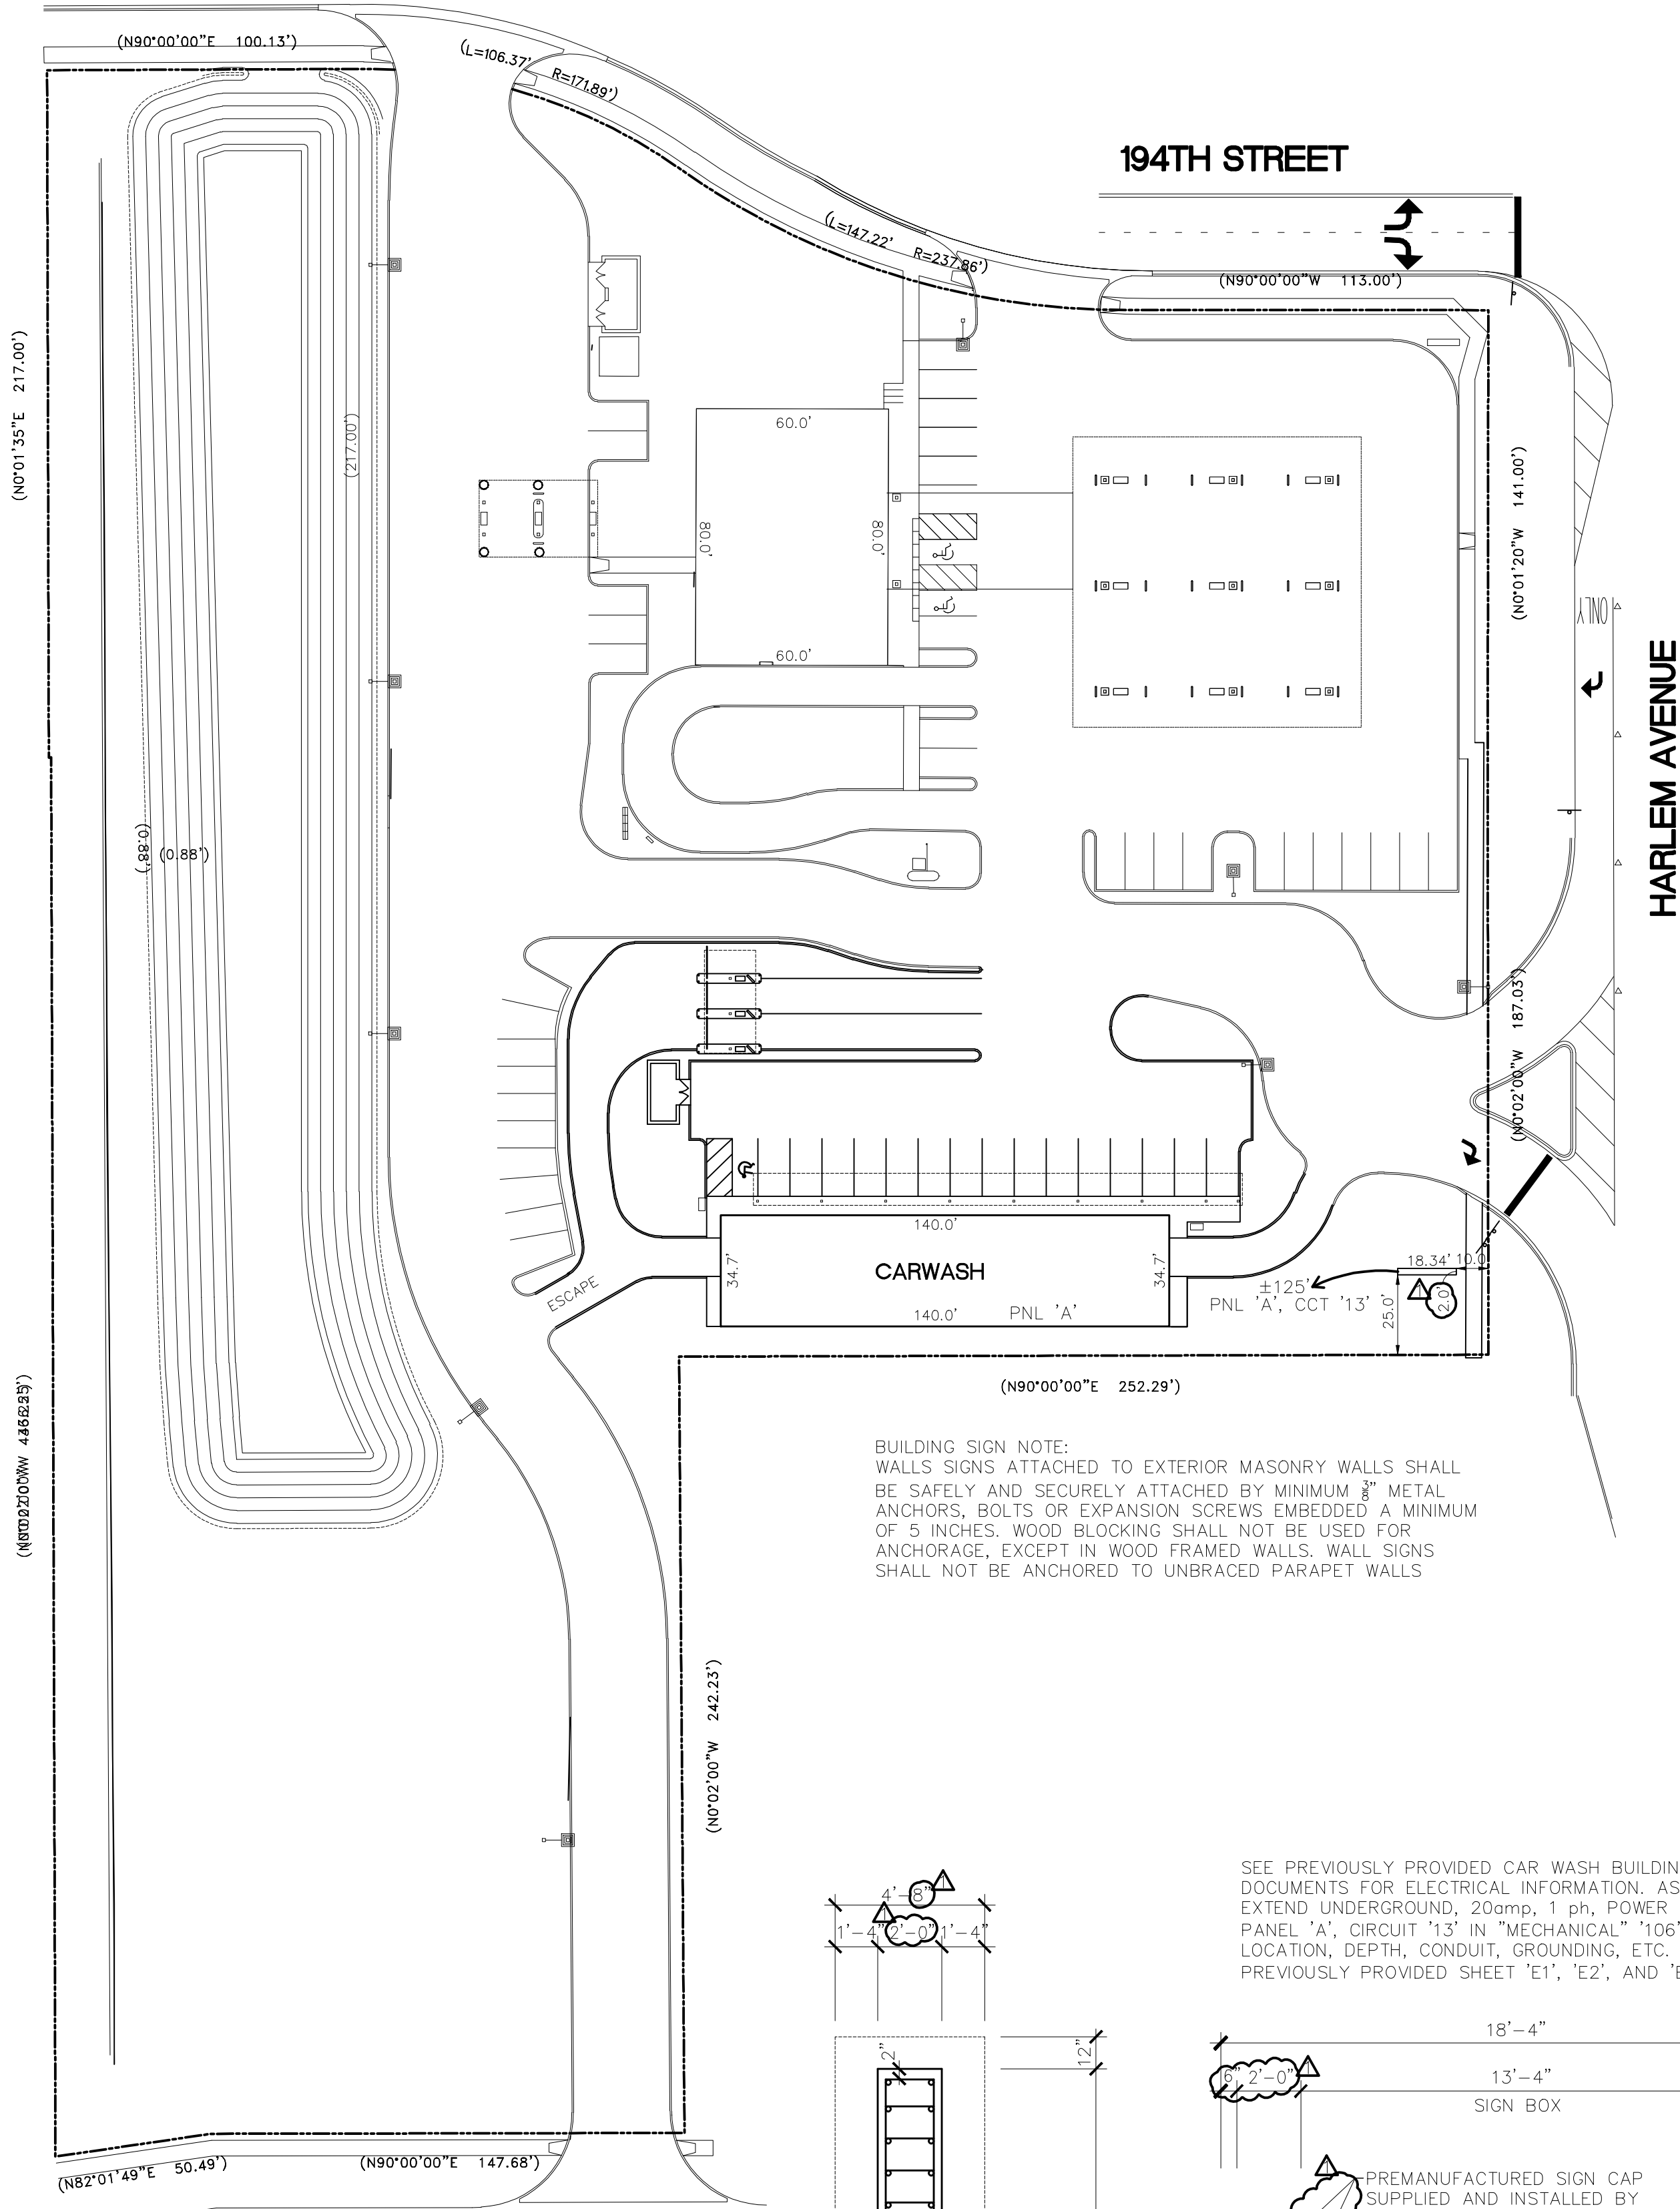 (N90°00'00"E 100.13')
(L=106.37' R=171.89')
194TH STREET
(L=147.22' R=237.86')
(N90°00'00"W 113.00')
(N0°01'35"E 217.00')
(217.00')
60.0'
80.0'
80.0'
60.0'
(N0°01'20"W 141.00')
ONLY
HARLEM AVENUE
(0.88')
(0.88')
(N0°02'00"W 187.03')
140.0'
CARWASH
34.7'
34.7'
ESCAPE
140.0'
PNL 'A'
±125'
PNL 'A', CCT '13'
18.34'
10.0
25.0'
1
2.0'
(N90°00'00"E 252.29')
BUILDING SIGN NOTE:
WALLS SIGNS ATTACHED TO EXTERIOR MASONRY WALLS SHALL
BE SAFELY AND SECURELY ATTACHED BY MINIMUM 3/8" METAL
ANCHORS, BOLTS OR EXPANSION SCREWS EMBEDDED A MINIMUM
OF 5 INCHES. WOOD BLOCKING SHALL NOT BE USED FOR
ANCHORAGE, EXCEPT IN WOOD FRAMED WALLS. WALL SIGNS
SHALL NOT BE ANCHORED TO UNBRACED PARAPET WALLS
(N0°02'00"W 242.23')
SEE PREVIOUSLY PROVIDED CAR WASH BUILDIN
DOCUMENTS FOR ELECTRICAL INFORMATION. AS
EXTEND UNDERGROUND, 20amp, 1 ph, POWER
PANEL 'A', CIRCUIT '13' IN "MECHANICAL" '106'
LOCATION, DEPTH, CONDUIT, GROUNDING, ETC.
PREVIOUSLY PROVIDED SHEET 'E1', 'E2', AND 'E
1
4'-8"
1
1'-4" 2'-0" 1'-4"
2"
12"
18'-4"
6" 2'-0"
1
13'-4"
SIGN BOX
1
PREMANUFACTURED SIGN CAP
SUPPLIED AND INSTALLED BY
(N82°01'49"E 50.49')
(N90°00'00"E 147.68')